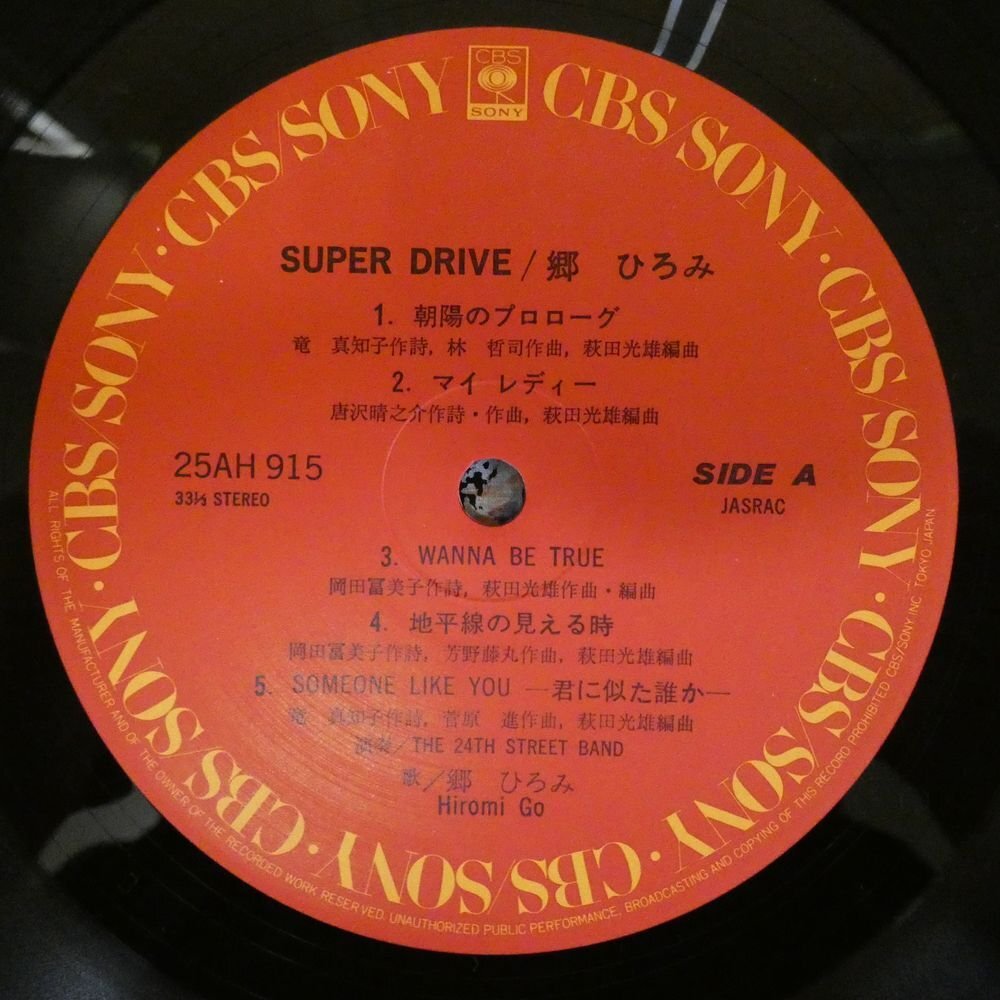 CBS
SONY
CBS/SONY · CBS/SONY · CBS/SONY · CBS/SONY · CBS/SONY · CBS/SONY · CBS/SONY · CBS/SONY
SUPER DRIVE / 郷 ひろみ
1. 朝陽のプロローグ
竜 真知子作詩, 林 哲司作曲, 萩田光雄編曲
2. マイ レディー
唐沢晴之介作詩・作曲, 萩田光雄編曲
25AH 915
33⅓ STEREO
SIDE A
JASRAC
3. WANNA BE TRUE
岡田冨美子作詩, 萩田光雄作曲・編曲
4. 地平線の見える時
岡田冨美子作詩, 芳野藤丸作曲, 萩田光雄編曲
5. SOMEONE LIKE YOU ―君に似た誰か―
竜 真知子作詩, 菅原 進作曲, 萩田光雄編曲
演奏/THE 24TH STREET BAND
歌/郷 ひろみ
Hiromi Go
ALL RIGHTS OF THE MANUFACTURER AND OF THE OWNER OF THE RECORDED WORK RESERVED. UNAUTHORIZED PUBLIC PERFORMANCE, BROADCASTING AND COPYING OF THIS RECORD PROHIBITED CBS/SONY INC. TOKYO JAPAN